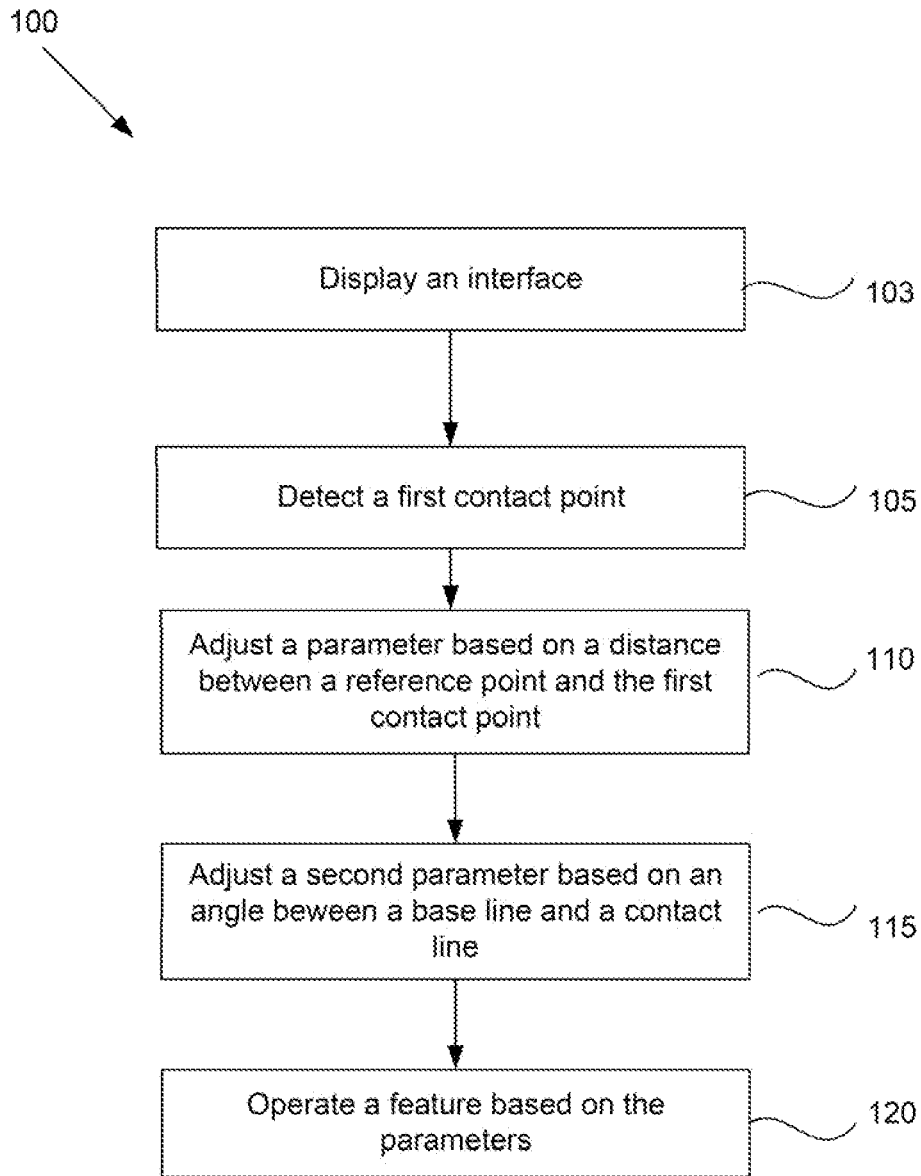 100
Display an interface
103
Detect a first contact point
105
Adjust a parameter based on a distance
between a reference point and the first
contact point
110
Adjust a second parameter based on an
angle beween a base line and a contact
line
115
Operate a feature based on the
parameters
120